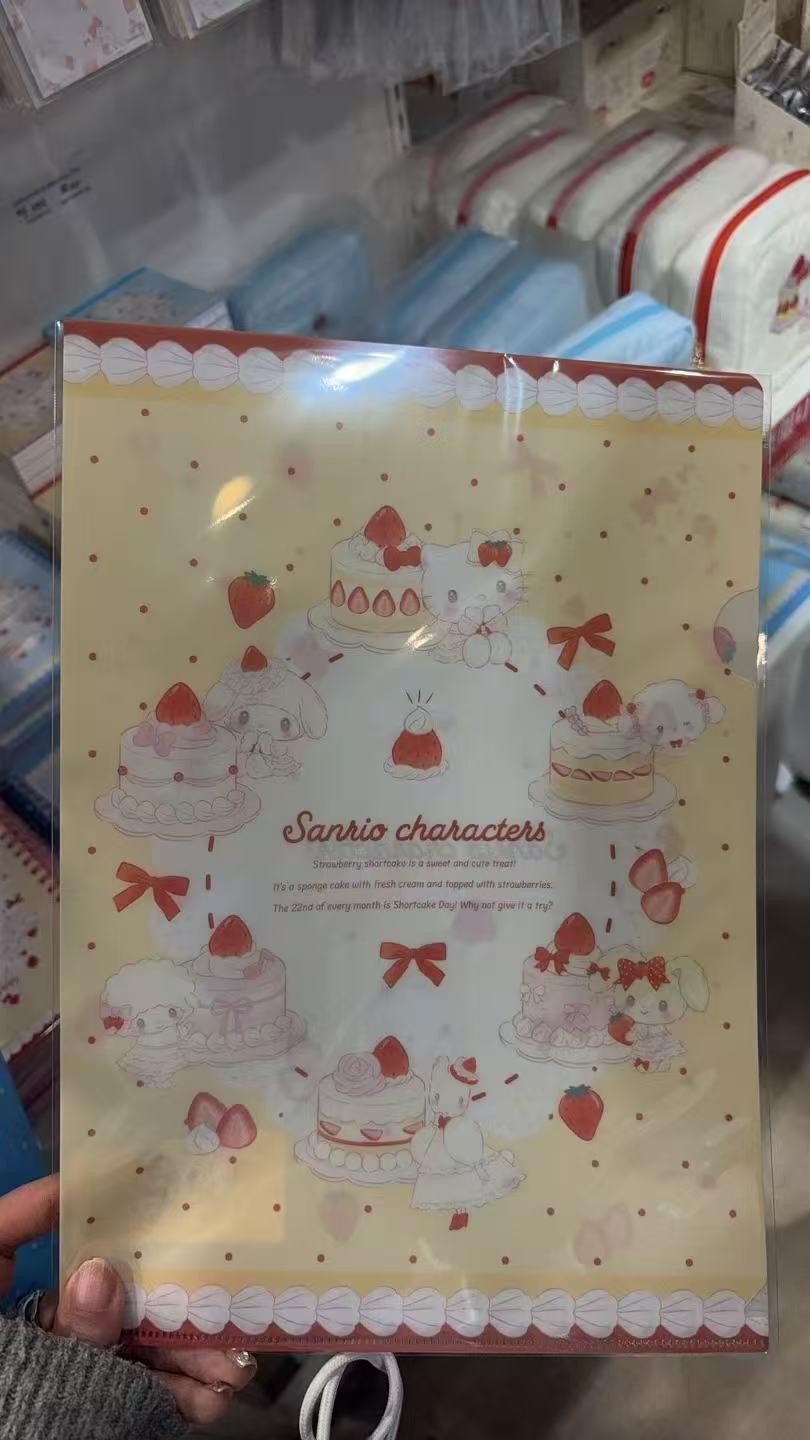 Sanrio characters
Strawberry shortcake is a sweet and cute treat!
It's a sponge cake with fresh cream and topped with strawberries.
The 22nd of every month is Shortcake Day! Why not give it a try?